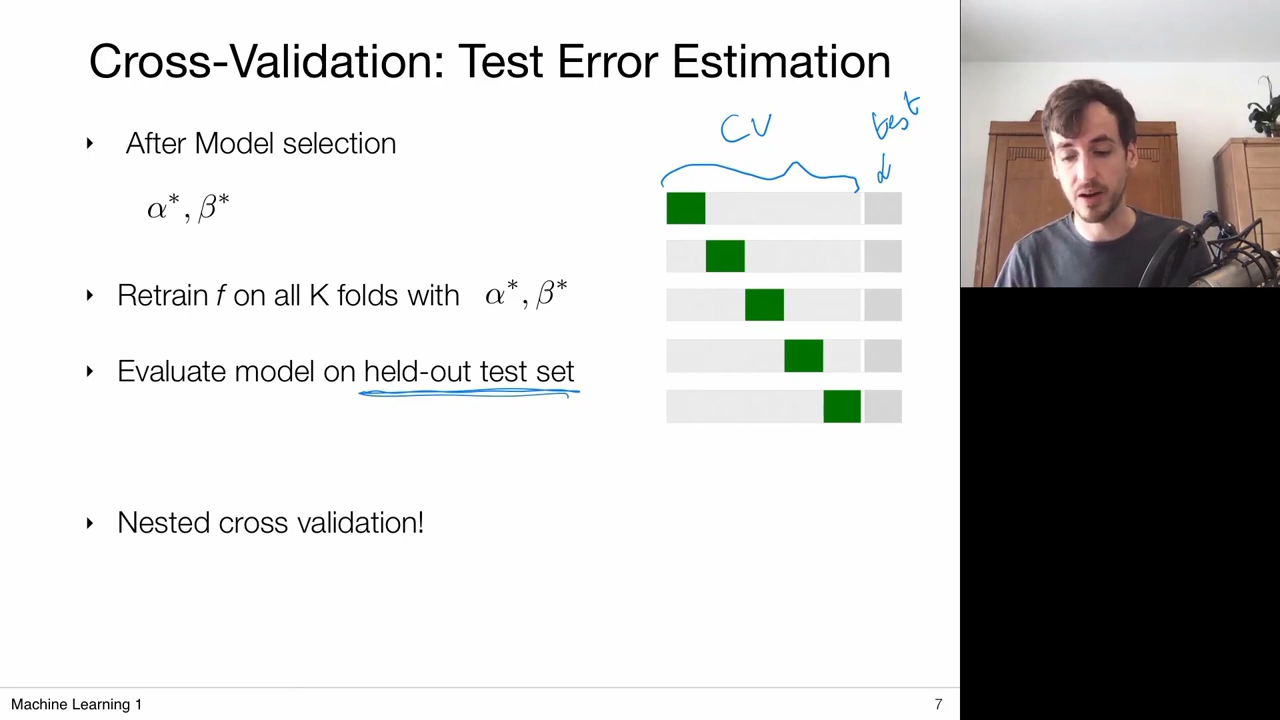 Cross-Validation: Test Error Estimation
CV
test
‣ After Model selection
α*, β*
‣ Retrain f on all K folds with α*, β*
‣ Evaluate model on held-out test set
‣ Nested cross validation!
Machine Learning 1
7